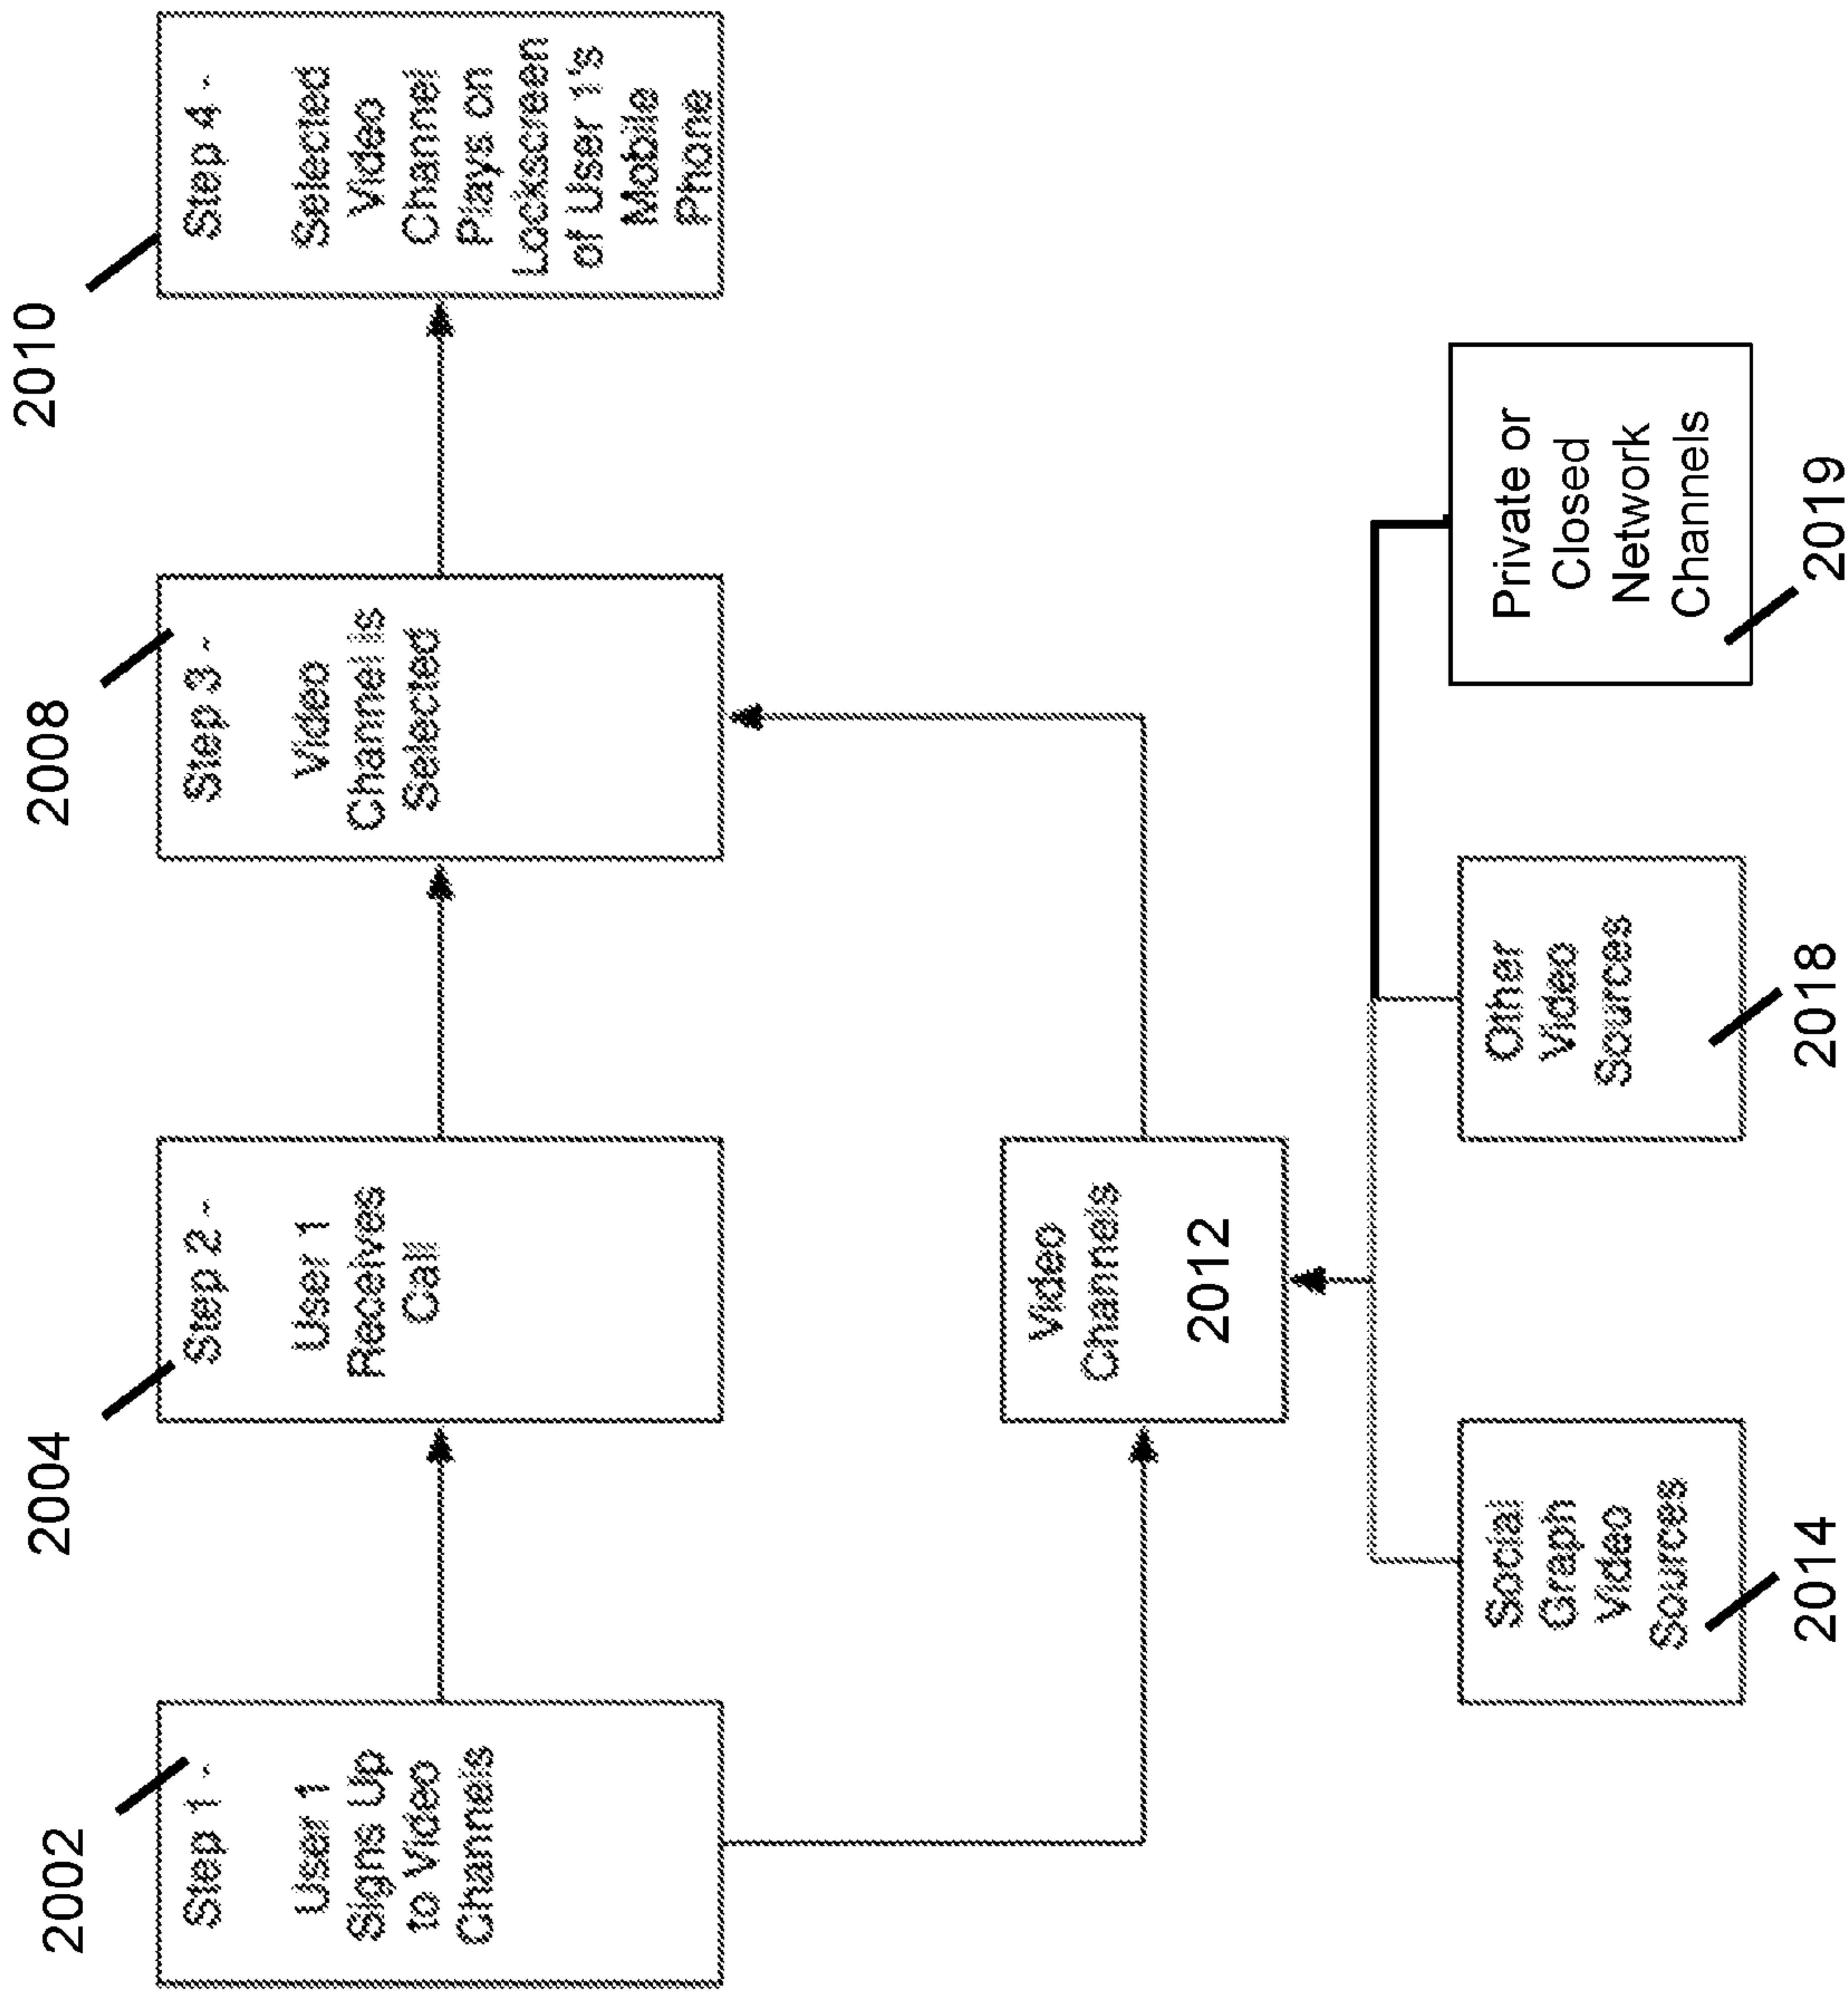 2002
Step 1 -
User 1
Signs Up
to Video
Channels
2004
Step 2 -
User 1
Receives
Call
2008
Step 3 -
Video
Channel is
Selected
2010
Step 4 -
Selected
Video
Channel
Plays on
Lockscreen
of User 1's
Mobile
Phone
Video
Channels
2012
Social
Graph
Video
Sources
2014
Other
Video
Sources
2018
Private or
Closed
Network
Channels
2019